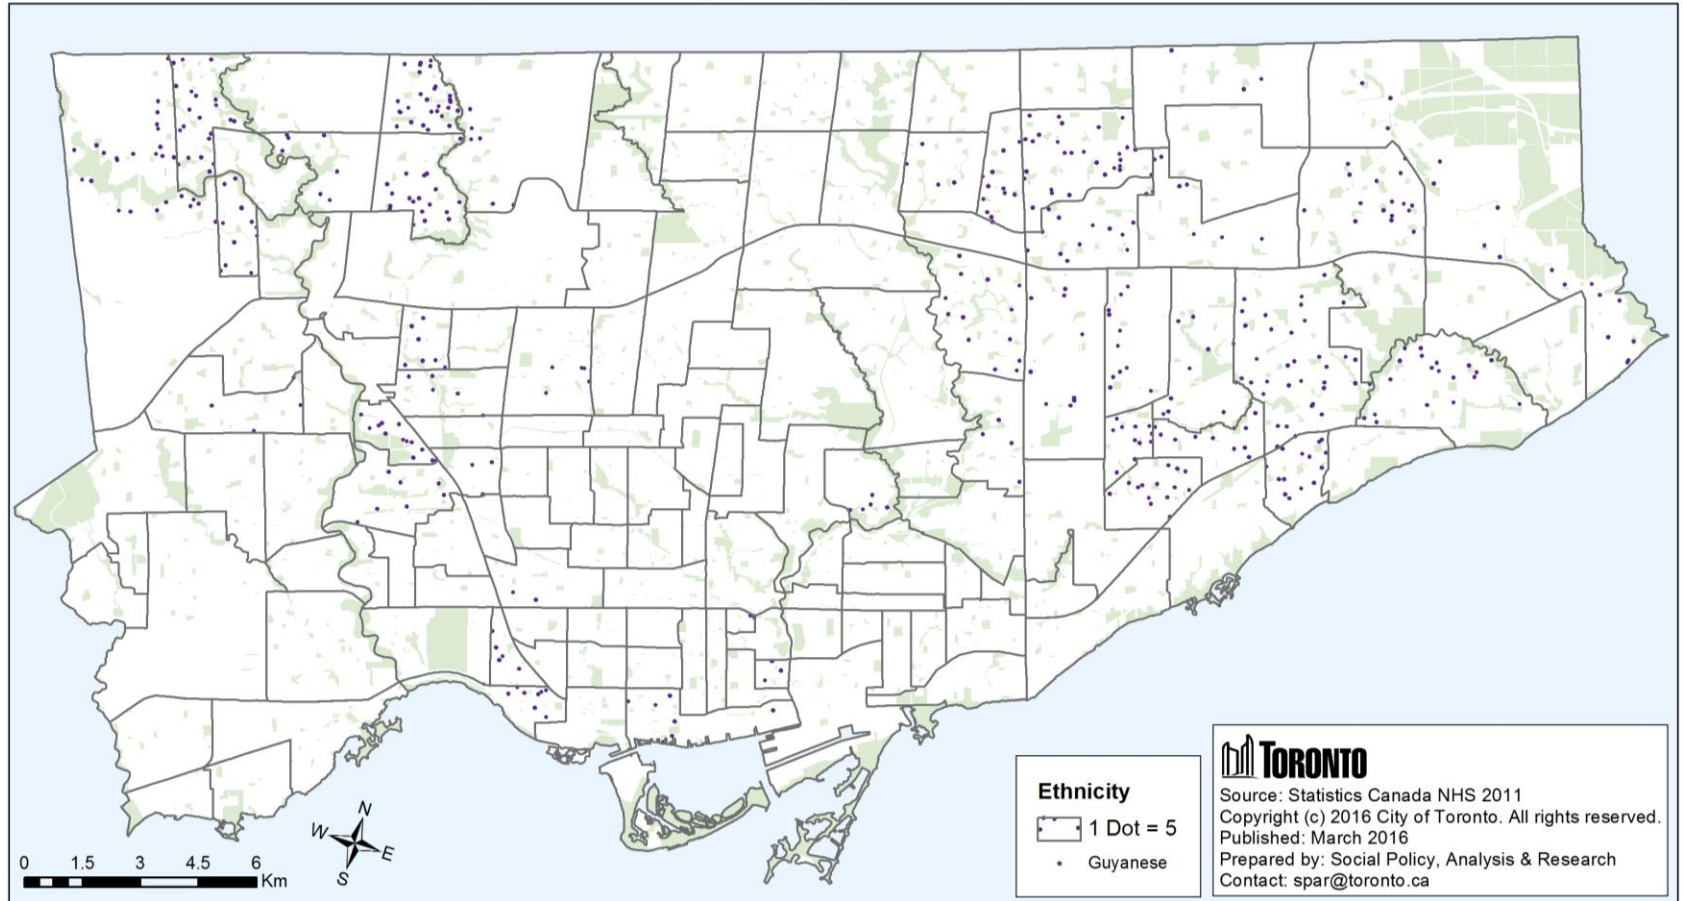 N
W
E
S
0 1.5 3 4.5 6
Km
Ethnicity
1 Dot = 5
Guyanese
TORONTO
Source: Statistics Canada NHS 2011
Copyright (c) 2016 City of Toronto. All rights reserved.
Published: March 2016
Prepared by: Social Policy, Analysis & Research
Contact: spar@toronto.ca